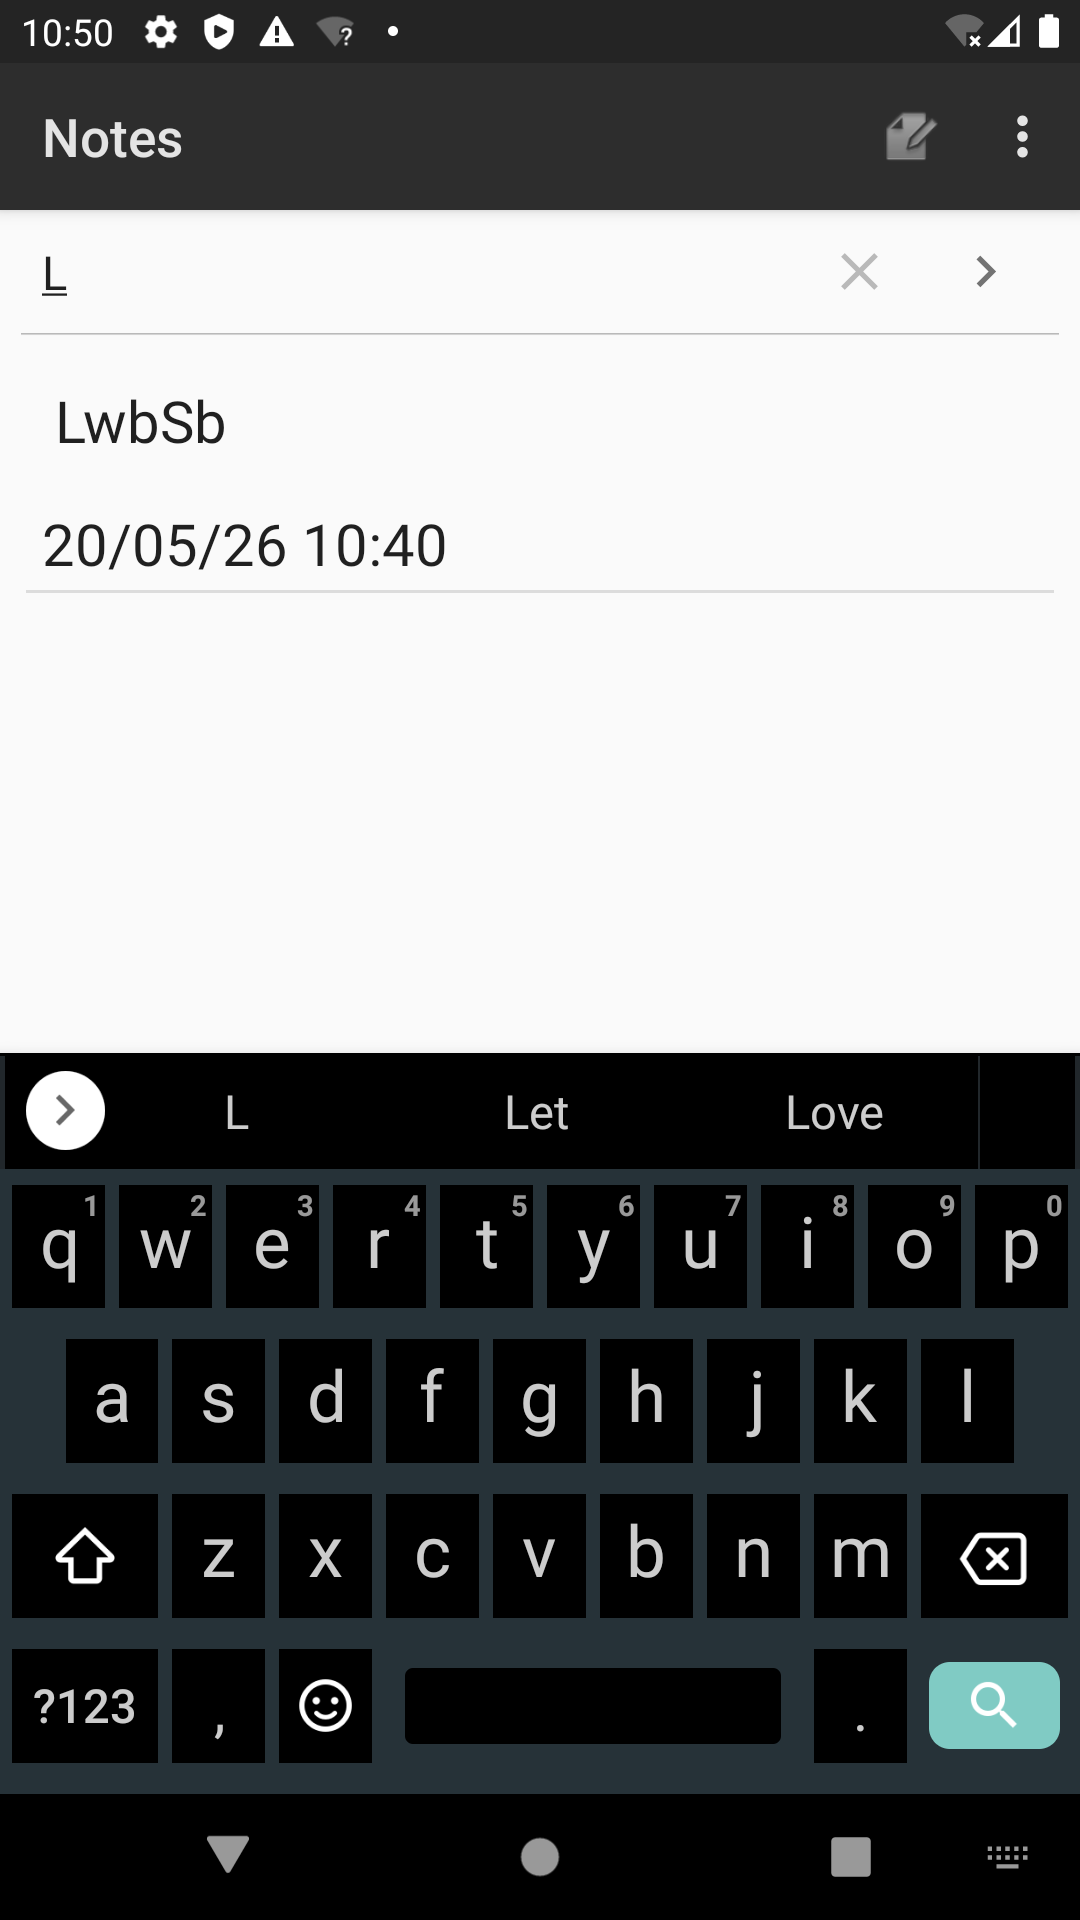 10:50
Notes
L
LwbSb
20/05/26 10:40
L Let Love
q 1 w 2 e 3 r 4 t 5 y 6 u 7 i 8 o 9 p 0
a s d f g h j k l
z x c v b n m
?123 , .